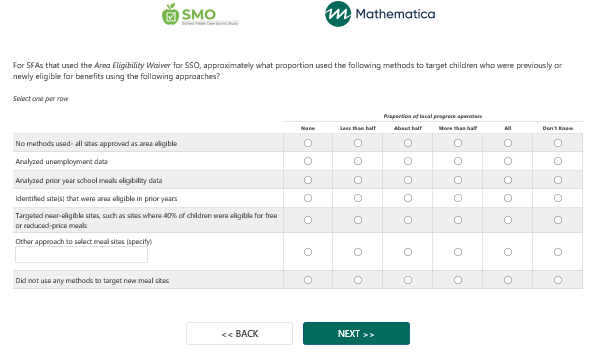 SMO
School Meals Operations Study
Mathematica
For SFAs that used the Area Eligibility Waiver for SSO, approximately what proportion used the following methods to target children who were previously or
newly eligible for benefits using the following approaches?
Select one per row
Proportion of local program operators
None Less than half About half More than half All Don't Know
No methods used- all sites approved as area eligible
Analyzed unemployment data
Analyzed prior year school meals eligibility data
Identified site(s) that were area eligible in prior years
Targeted near-eligible sites, such as sites where 40% of children were eligible for free
or reduced-price meals
Other approach to select meal sites (specify)
Did not use any methods to target new meal sites
<< BACK NEXT >>